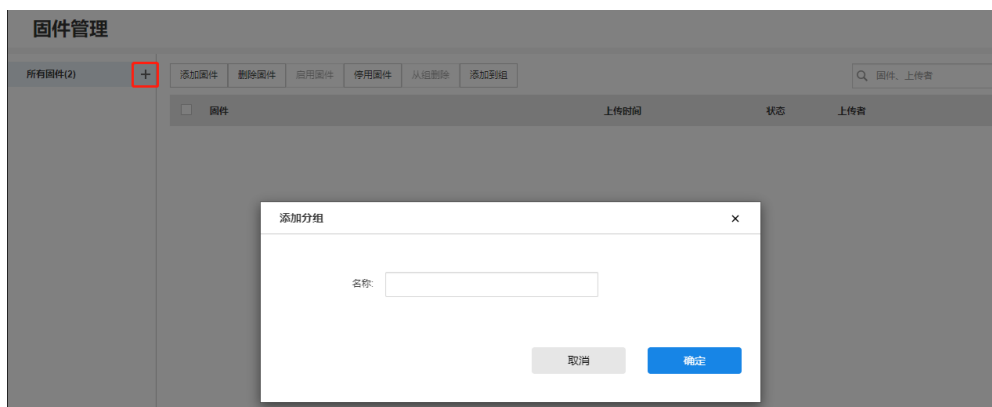 固件管理
所有固件(2) + 添加固件 删除固件 启用固件 停用固件 从组删除 添加到组 固件、上传者
固件 上传时间 状态 上传者
添加分组 ×
名称:
取消 确定